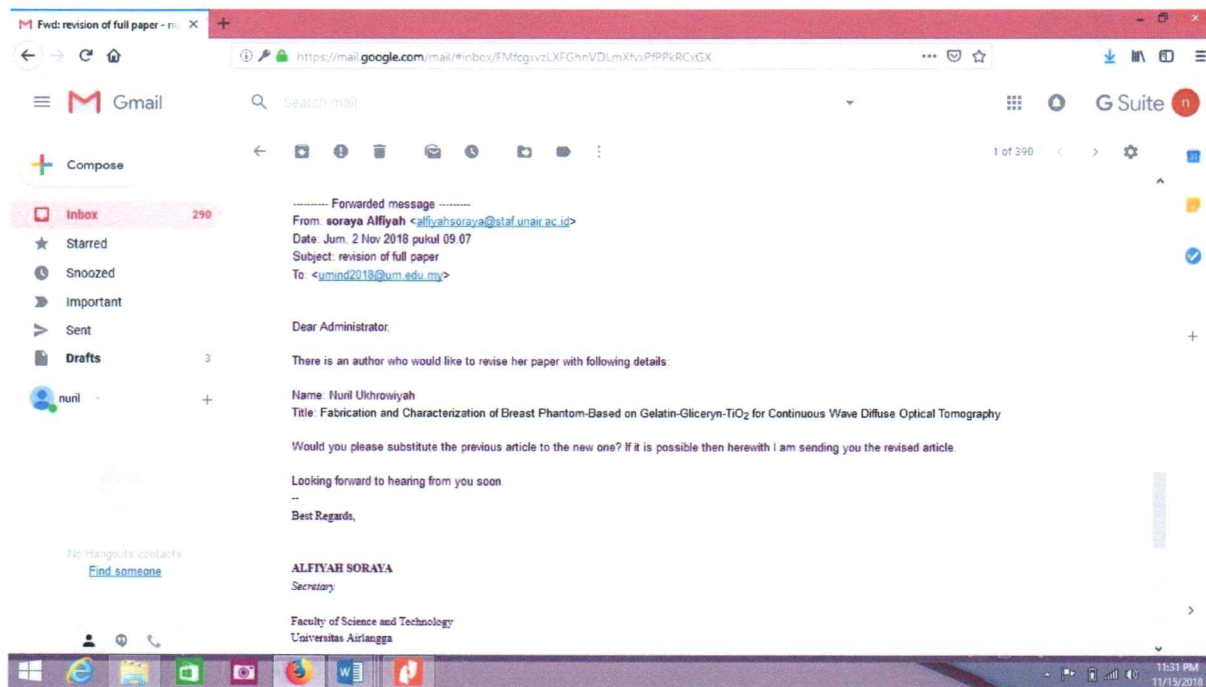 Fwd: revision of full paper - n
https://mail.google.com/mail/#inbox/FMfcgxvzLXFGhnVDLmXfvxPfPPkRCxGX
Gmail
Search mail
G Suite
n
Compose
1 of 390
Inbox 290
Starred
Snoozed
Important
Sent
Drafts 3
nuril
No Hangouts contacts
Find someone
---------- Forwarded message ---------
From: soraya Alfiyah <alfiyahsoraya@staf.unair.ac.id>
Date: Jum, 2 Nov 2018 pukul 09.07
Subject: revision of full paper
To: <umind2018@um.edu.my>
Dear Administrator,
There is an author who would like to revise her paper with following details:
Name: Nuril Ukhrowiyah
Title: Fabrication and Characterization of Breast Phantom-Based on Gelatin-Gliceryn-TiO₂ for Continuous Wave Diffuse Optical Tomography
Would you please substitute the previous article to the new one? If it is possible then herewith I am sending you the revised article.
Looking forward to hearing from you soon.
--
Best Regards,
ALFIYAH SORAYA
Secretary
Faculty of Science and Technology
Universitas Airlangga
11:31 PM
11/15/2018